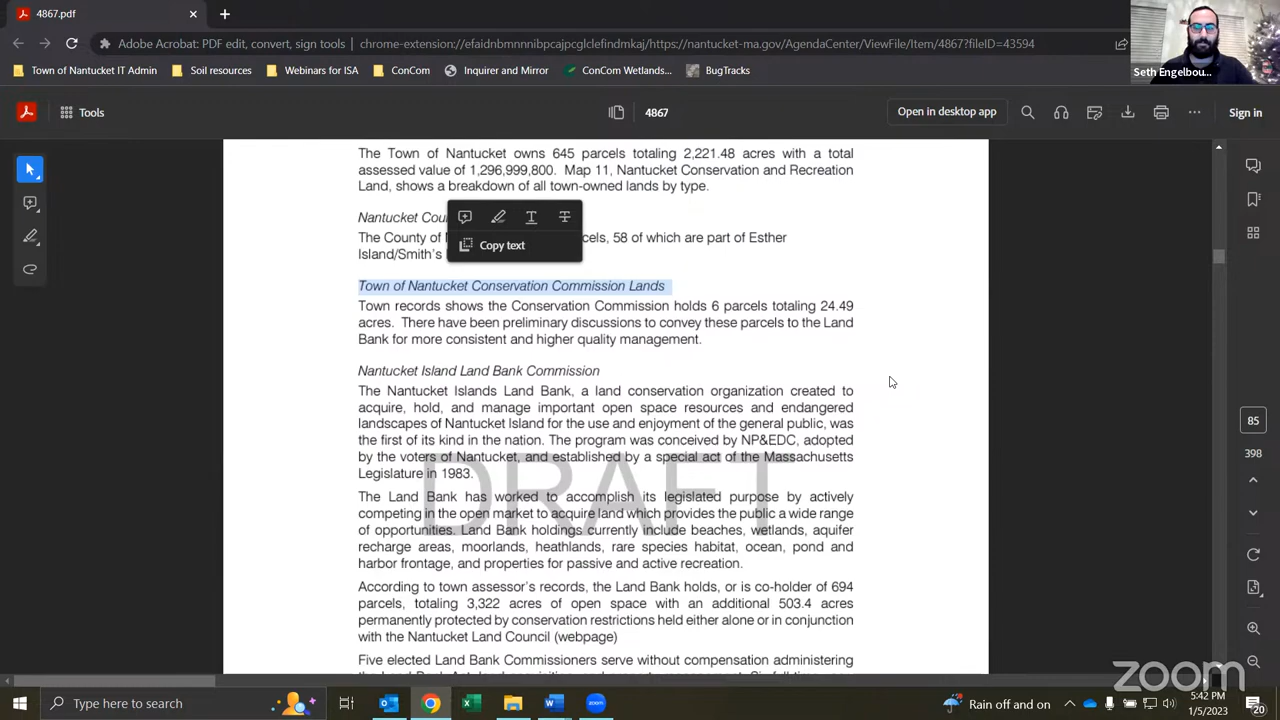 4867.pdf
Adobe Acrobat: PDF edit, convert, sign tools
Town of Nantucket IT Admin
Soil resources
Webinars for ISA
ConCom
ConCom Wetlands...
BugTracks
Seth Engelbou...
Tools
4867
Open in desktop app
Sign in
The Town of Nantucket owns 645 parcels totaling 2,221.48 acres with a total
assessed value of 1,296,999,800. Map 11, Nantucket Conservation and Recreation
Land, shows a breakdown of all town-owned lands by type.
Nantucket Cou
The County of N cels, 58 of which are part of Esther
Island/Smith's
Copy text
Town of Nantucket Conservation Commission Lands
Town records shows the Conservation Commission holds 6 parcels totaling 24.49
acres. There have been preliminary discussions to convey these parcels to the Land
Bank for more consistent and higher quality management.
Nantucket Island Land Bank Commission
The Nantucket Islands Land Bank, a land conservation organization created to
acquire, hold, and manage important open space resources and endangered
landscapes of Nantucket Island for the use and enjoyment of the general public, was
the first of its kind in the nation. The program was conceived by NP&EDC, adopted
by the voters of Nantucket, and established by a special act of the Massachusetts
Legislature in 1983.
The Land Bank has worked to accomplish its legislated purpose by actively
competing in the open market to acquire land which provides the public a wide range
of opportunities. Land Bank holdings currently include beaches, wetlands, aquifer
recharge areas, moorlands, heathlands, rare species habitat, ocean, pond and
harbor frontage, and properties for passive and active recreation.
According to town assessor's records, the Land Bank holds, or is co-holder of 694
parcels, totaling 3,322 acres of open space with an additional 503.4 acres
permanently protected by conservation restrictions held either alone or in conjunction
with the Nantucket Land Council (webpage)
Five elected Land Bank Commissioners serve without compensation administering
DRAFT
85
398
zoom
Type here to search
Rain off and on
5:42 PM
1/5/2023
20